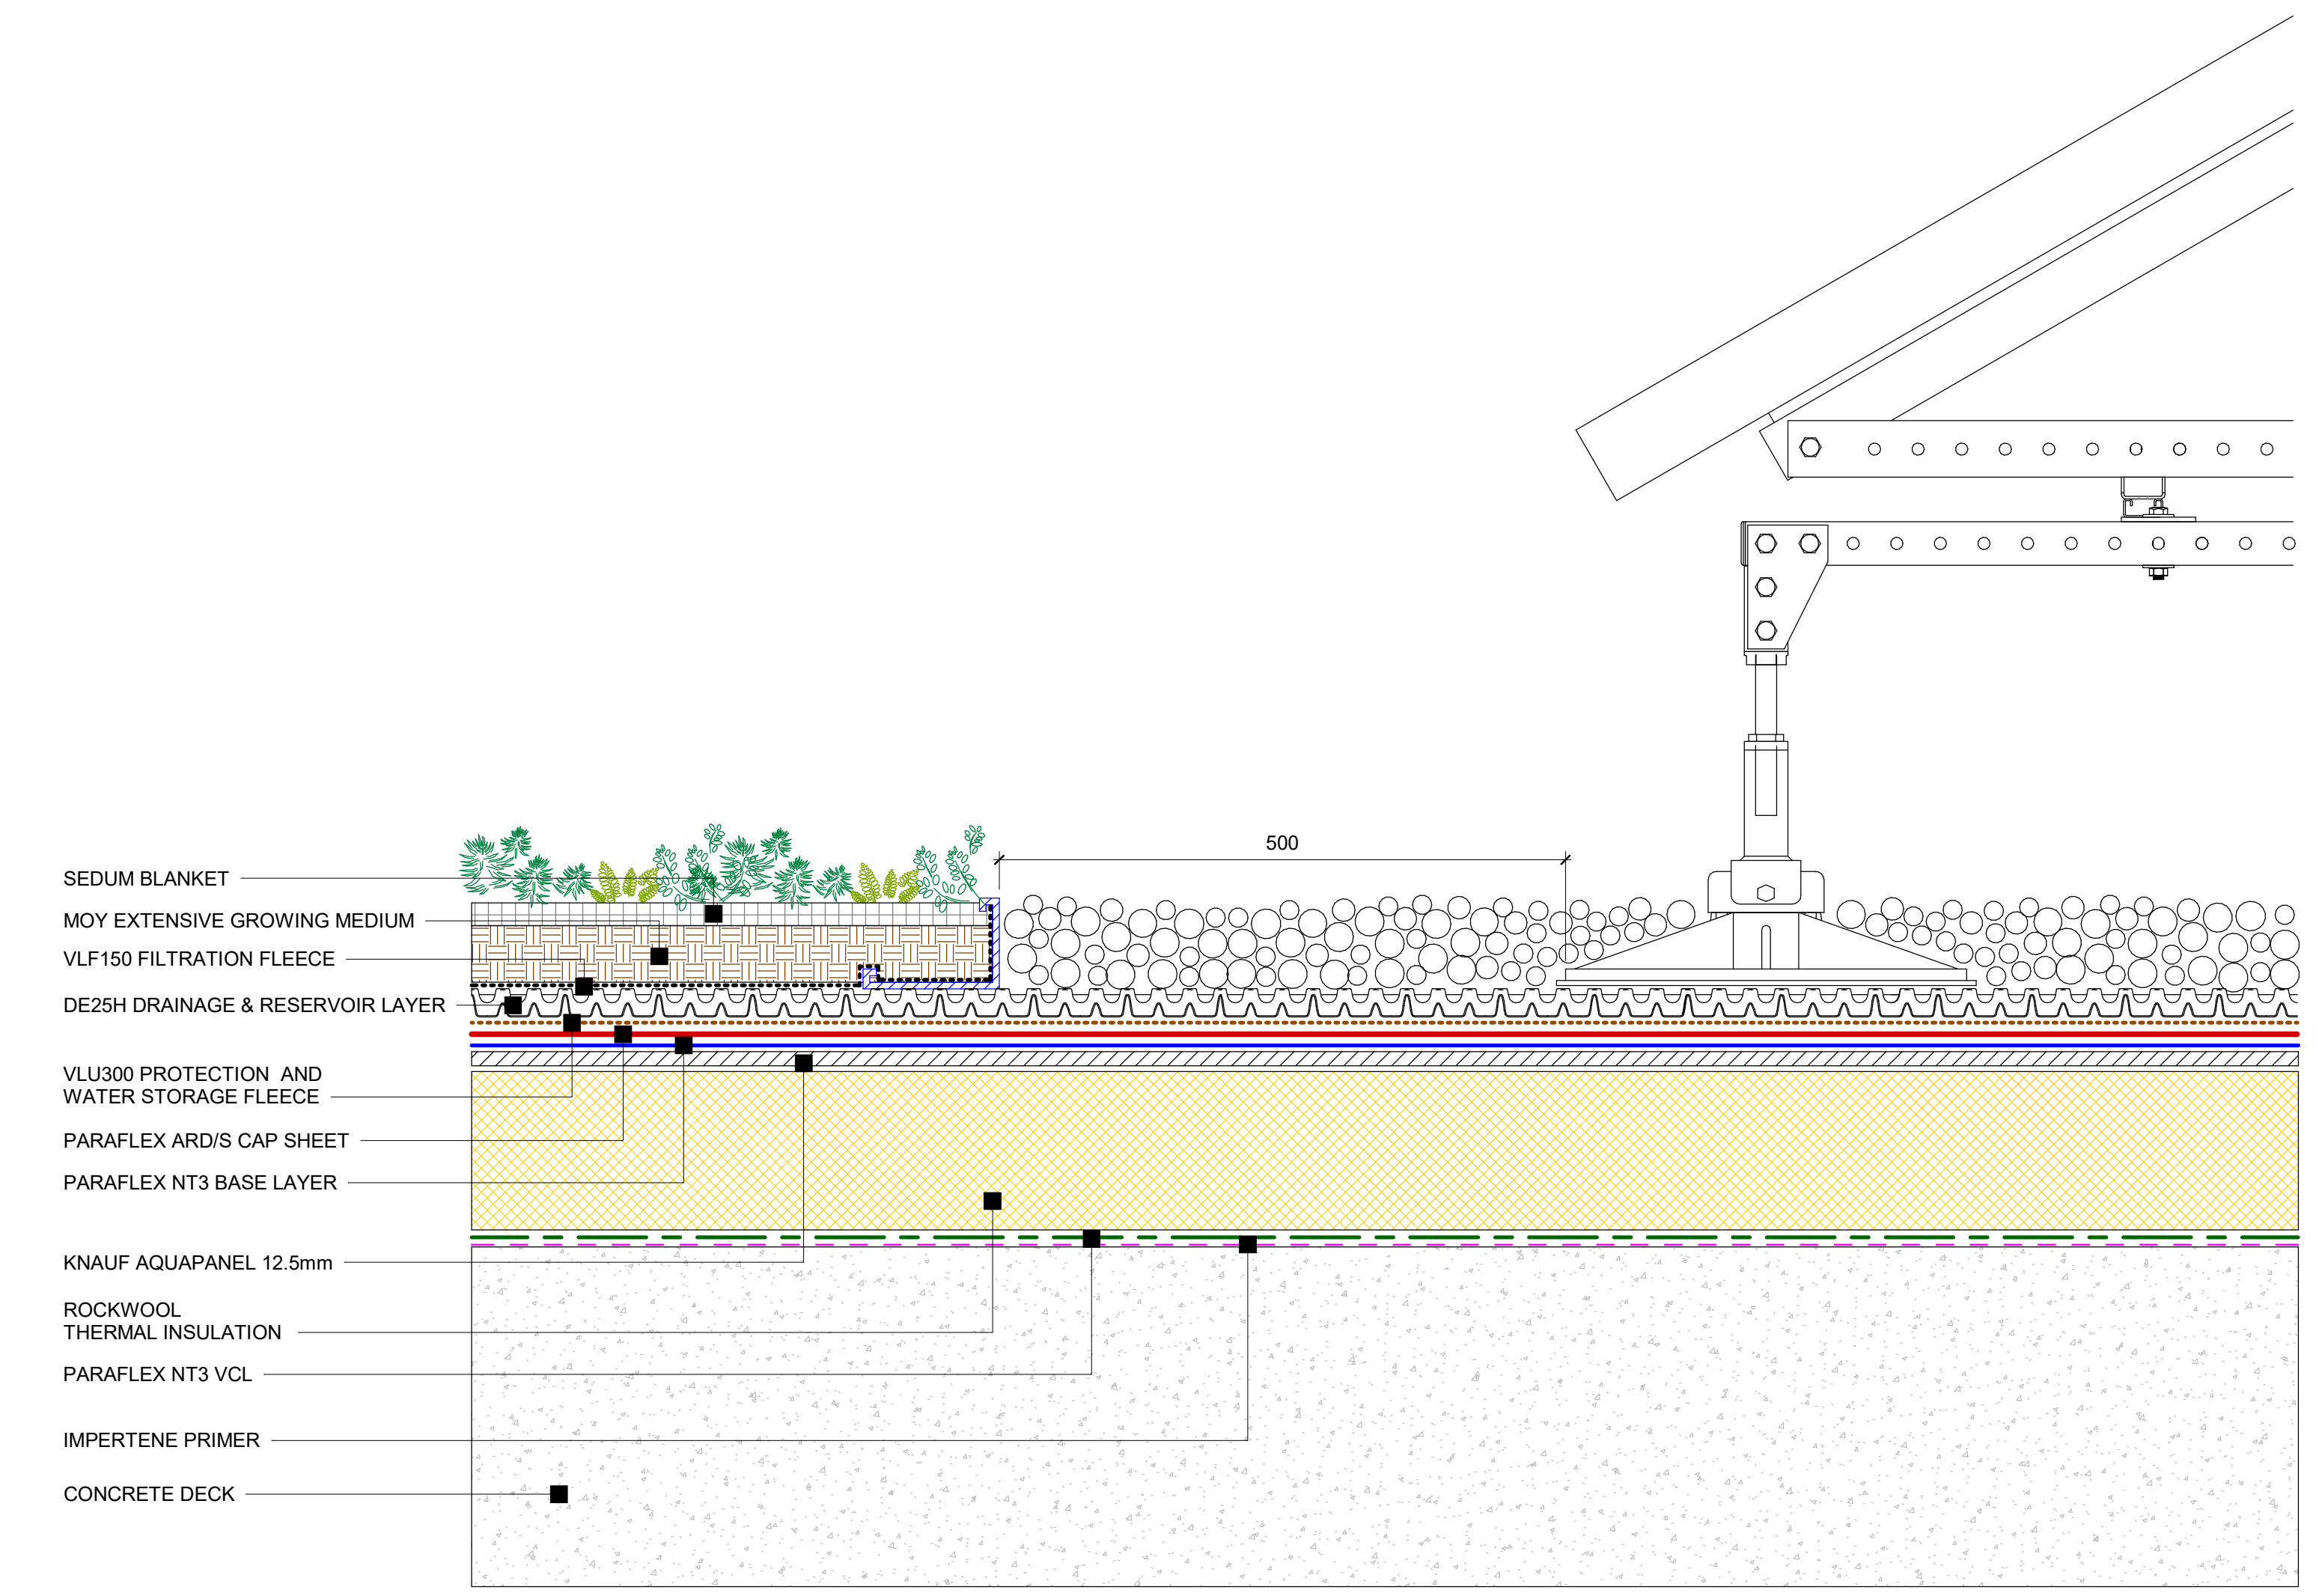 500
SEDUM BLANKET
MOY EXTENSIVE GROWING MEDIUM
VLF150 FILTRATION FLEECE
DE25H DRAINAGE & RESERVOIR LAYER
VLU300 PROTECTION AND
WATER STORAGE FLEECE
PARAFLEX ARD/S CAP SHEET
PARAFLEX NT3 BASE LAYER
KNAUF AQUAPANEL 12.5mm
ROCKWOOL
THERMAL INSULATION
PARAFLEX NT3 VCL
IMPERTENE PRIMER
CONCRETE DECK